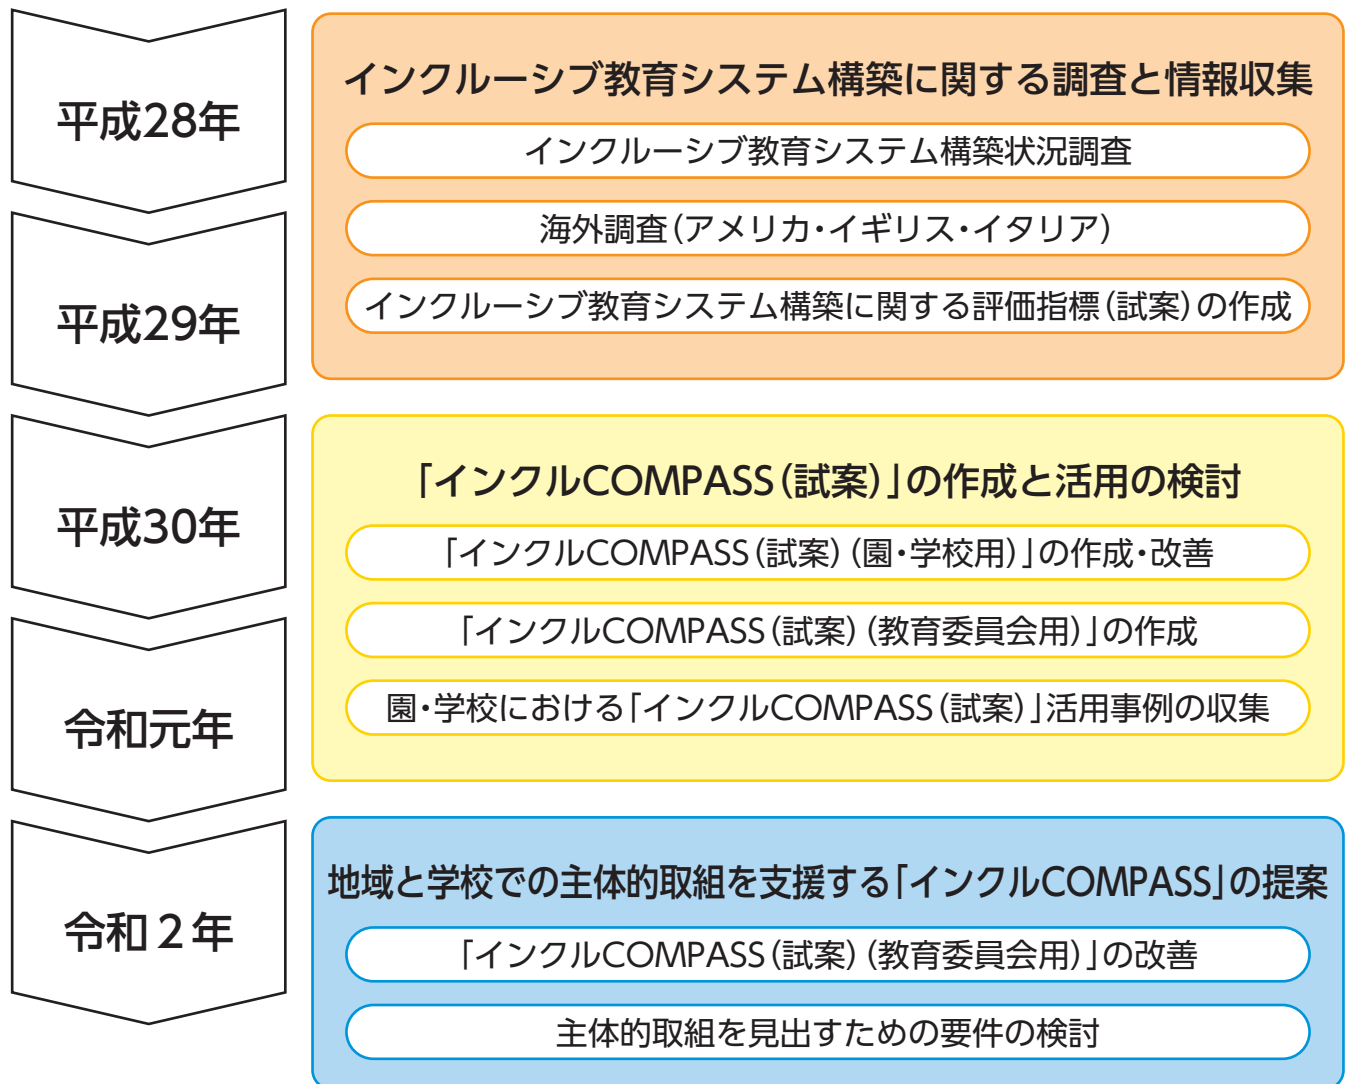 平成28年
インクルーシブ教育システム構築に関する調査と情報収集
インクルーシブ教育システム構築状況調査
海外調査(アメリカ・イギリス・イタリア)
平成29年
インクルーシブ教育システム構築に関する評価指標(試案)の作成
平成30年
「インクルCOMPASS(試案)」の作成と活用の検討
「インクルCOMPASS(試案)(園・学校用)」の作成・改善
「インクルCOMPASS(試案)(教育委員会用)」の作成
令和元年
園・学校における「インクルCOMPASS(試案)」活用事例の収集
令和2年
地域と学校での主体的取組を支援する「インクルCOMPASS」の提案
「インクルCOMPASS(試案)(教育委員会用)」の改善
主体的取組を見出すための要件の検討